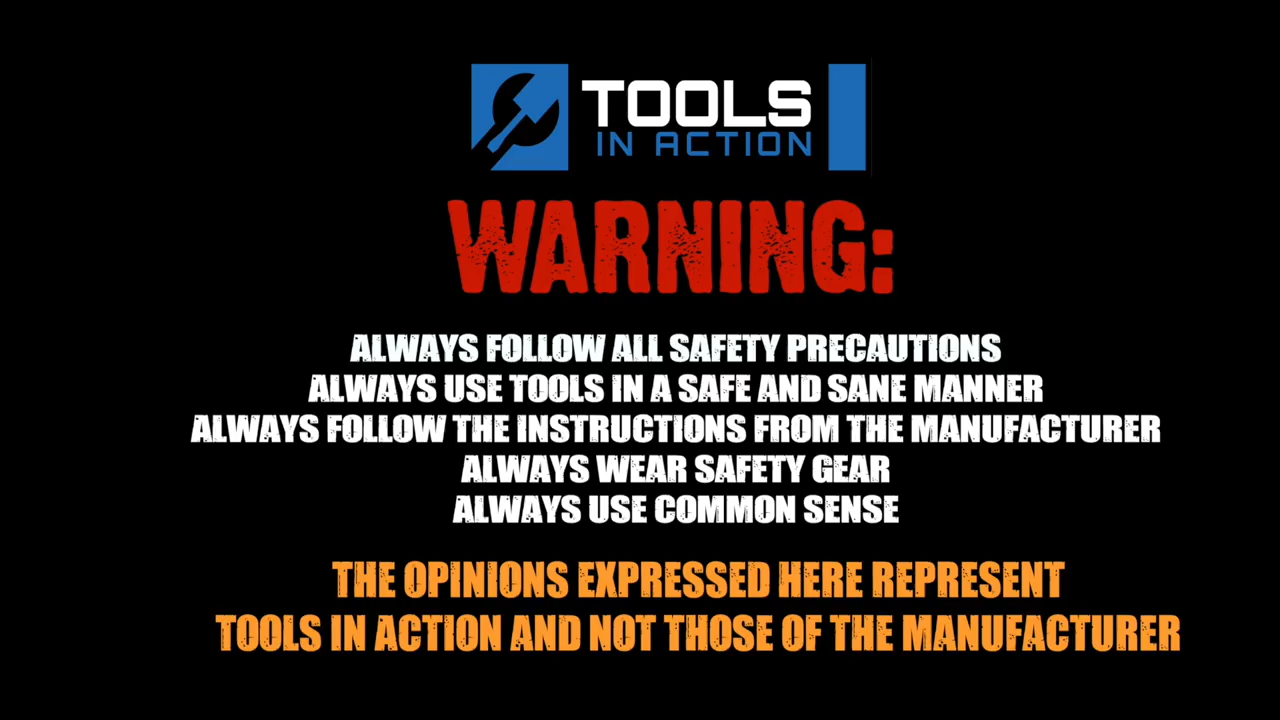 TOOLS
IN ACTION
WARNING:
ALWAYS FOLLOW ALL SAFETY PRECAUTIONS
ALWAYS USE TOOLS IN A SAFE AND SANE MANNER
ALWAYS FOLLOW THE INSTRUCTIONS FROM THE MANUFACTURER
ALWAYS WEAR SAFETY GEAR
ALWAYS USE COMMON SENSE
THE OPINIONS EXPRESSED HERE REPRESENT
TOOLS IN ACTION AND NOT THOSE OF THE MANUFACTURER